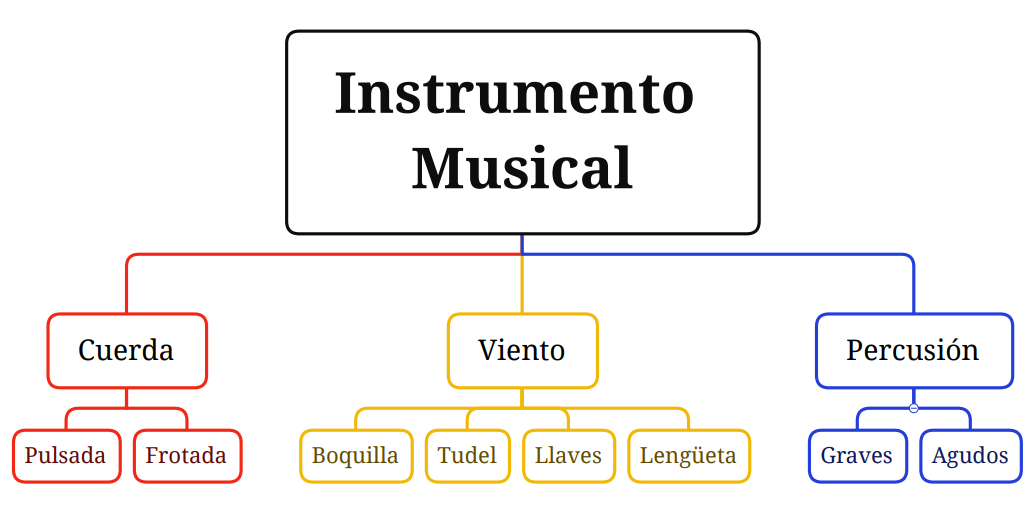 Instrumento
Musical
Cuerda
Viento
Percusión
Pulsada
Frotada
Boquilla
Tudel
Llaves
Lengüeta
Graves
Agudos